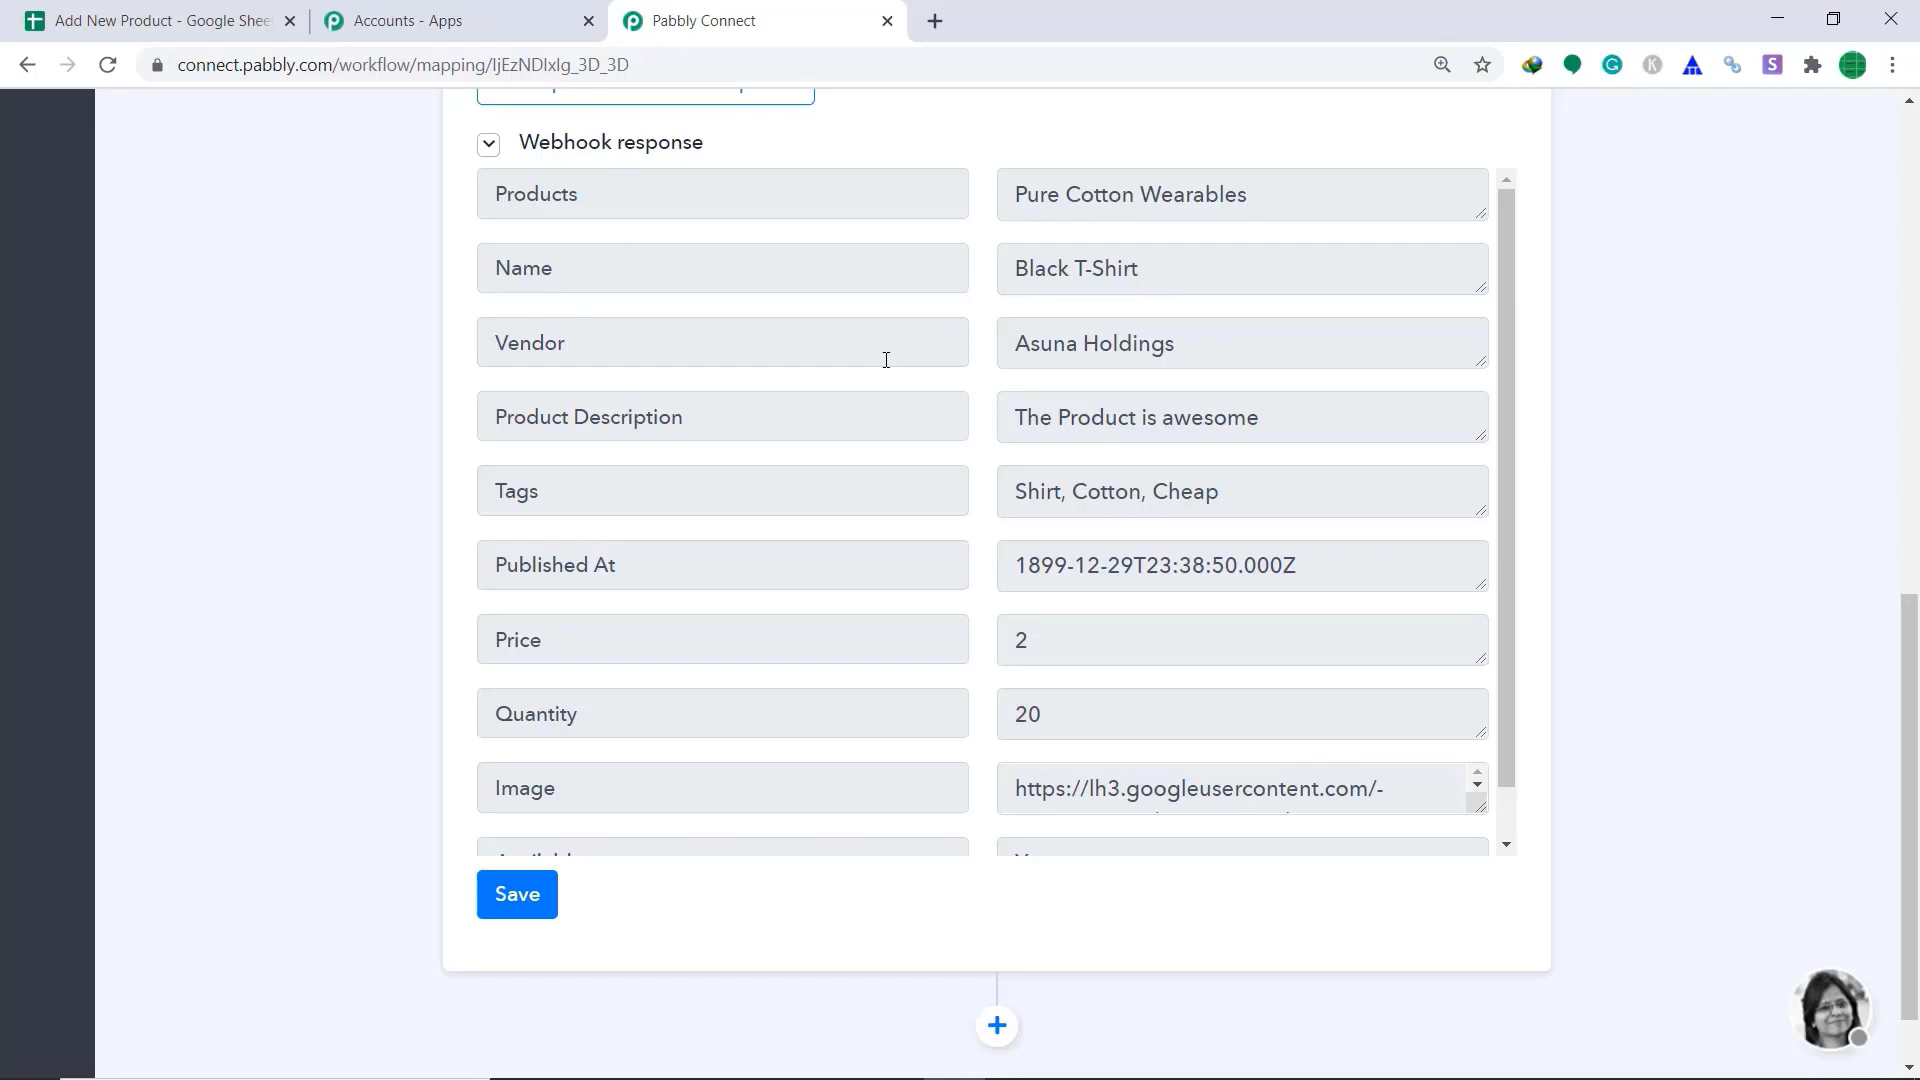 Add New Product - Google Shee
Accounts - Apps
Pabbly Connect
connect.pabbly.com/workflow/mapping/IjEzNDIxIg_3D_3D
Webhook response
Products
Pure Cotton Wearables
Name
Black T-Shirt
Vendor
Asuna Holdings
Product Description
The Product is awesome
Tags
Shirt, Cotton, Cheap
Published At
1899-12-29T23:38:50.000Z
Price
2
Quantity
20
Image
https://lh3.googleusercontent.com/-
Save